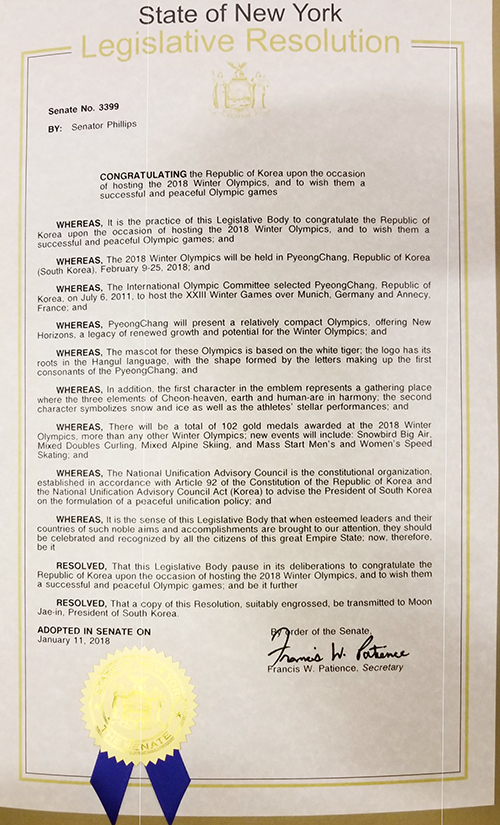 State of New York
Legislative Resolution
Senate No. 3399
BY: Senator Phillips
CONGRATULATING the Republic of Korea upon the occasion
of hosting the 2018 Winter Olympics, and to wish them a
successful and peaceful Olympic games
WHEREAS, It is the practice of this Legislative Body to congratulate the Republic of
Korea upon the occasion of hosting the 2018 Winter Olympics, and to wish them a
successful and peaceful Olympic games; and
WHEREAS, The 2018 Winter Olympics will be held in PyeongChang, Republic of Korea
(South Korea), February 9-25, 2018; and
WHEREAS, The International Olympic Committee selected PyeongChang, Republic of
Korea, on July 6, 2011, to host the XXIII Winter Games over Munich, Germany and Annecy,
France; and
WHEREAS, PyeongChang will present a relatively compact Olympics, offering New
Horizons, a legacy of renewed growth and potential for the Winter Olympics; and
WHEREAS, The mascot for these Olympics is based on the white tiger; the logo has its
roots in the Hangul language, with the shape formed by the letters making up the first
consonants of the PyeongChang; and
WHEREAS, In addition, the first character in the emblem represents a gathering place
where the three elements of Cheon-heaven, earth and human-are in harmony; the second
character symbolizs snow and ice as well as the athletes' stellar performances; and
WHEREAS, There will be a total of 102 gold medals awarded at the 2018 Winter
Olympics, more than any other Winter Olympics; new events will include: Snowbird Big Air,
Mixed Doubles Curling, Mixed Alpine Skiing, and Mass Start Men's and Women's Speed
Skating; and
WHEREAS, The National Unification Advisory Council is the constitutional organization,
established in accordance with Article 92 of the Constitution of the Republic of Korea and
the National Unification Advisory Council Act (Korea) to advise the President of South Korea
on the formulation of a peaceful unification policy; and
WHEREAS, It is the sense of this Legislative Body that when esteemed leaders and their
countries of such noble aims and accomplishments are brought to our attention, they should
be celebrated and recognized by all the citizens of this great Empire State; now, therefore,
be it
RESOLVED, That this Legislative Body pause in its deliberations to congratulate the
Republic of Korea upon the occasion of hosting the 2018 Winter Olympics, and to wish them
a successful and peaceful Olympic games; and be it further
RESOLVED, That a copy of this Resolution, suitably engrossed, be transmitted to Moon
Jae-in, President of South Korea.
ADOPTED IN SENATE ON
January 11, 2018
By order of the Senate,
Francis W. Patience
Francis W. Patience, Secretary
SENATE